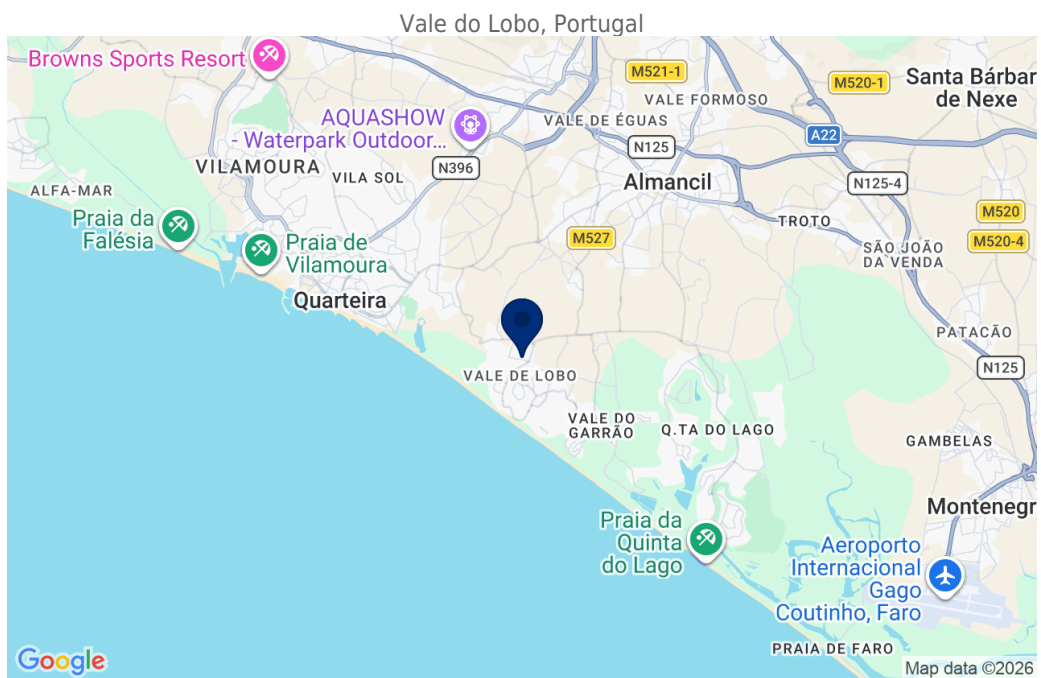 Vale do Lobo, Portugal
Browns Sports Resort
M521-1
M520-1
Santa Bárbar
de Nexe
VALE FORMOSO
AQUASHOW
- Waterpark Outdoor...
VALE DE ÉGUAS
A22
N125
VILAMOURA
VILA SOL
N396
Almancil
N125-4
ALFA-MAR
Praia da
Falésia
TROTO
M520
M527
M520-4
Praia de
Vilamoura
SÃO JOÃO
DA VENDA
Quarteira
PATACÃO
N125
VALE DE LOBO
VALE DO
GARRÃO
Q.TA DO LAGO
GAMBELAS
Montenegr
Praia da
Quinta
do Lago
Aeroporto
Internacional
Gago
Coutinho, Faro
PRAIA DE FARO
Google
Map data ©2026